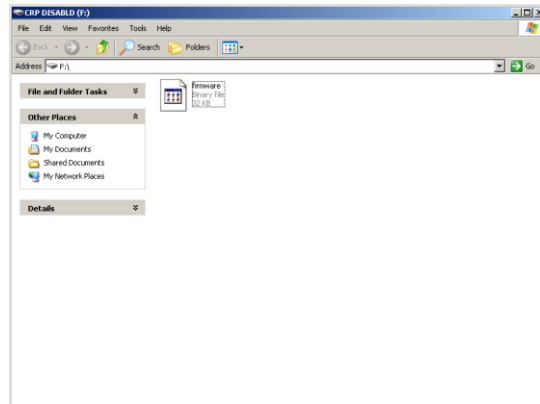 CRP DISABLD (F:)
File Edit View Favorites Tools Help
Back Search Folders
Address F:\ Go
File and Folder Tasks
Other Places
My Computer
My Documents
Shared Documents
My Network Places
Details
firmware
Binary file
32 KB